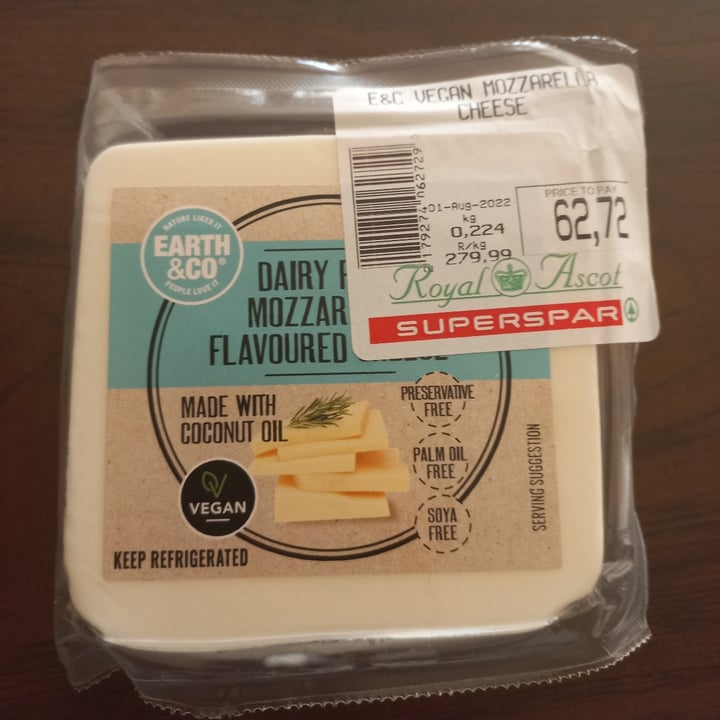 E&C VEGAN MOZZARELLA
CHEESE
01-Aug-2022
kg
0,224
R/kg
279,99
PRICE TO PAY
62,72
Royal Ascot
SUPERSPAR
NATURE LIKES IT
EARTH
&CO®
PEOPLE LOVE IT
DAIRY
MOZZAR
FLAVOURED
MADE WITH
COCONUT OIL
PRESERVATIVE
FREE
PALM OIL
FREE
SOYA
FREE
VEGAN
KEEP REFRIGERATED
SERVING SUGGESTION